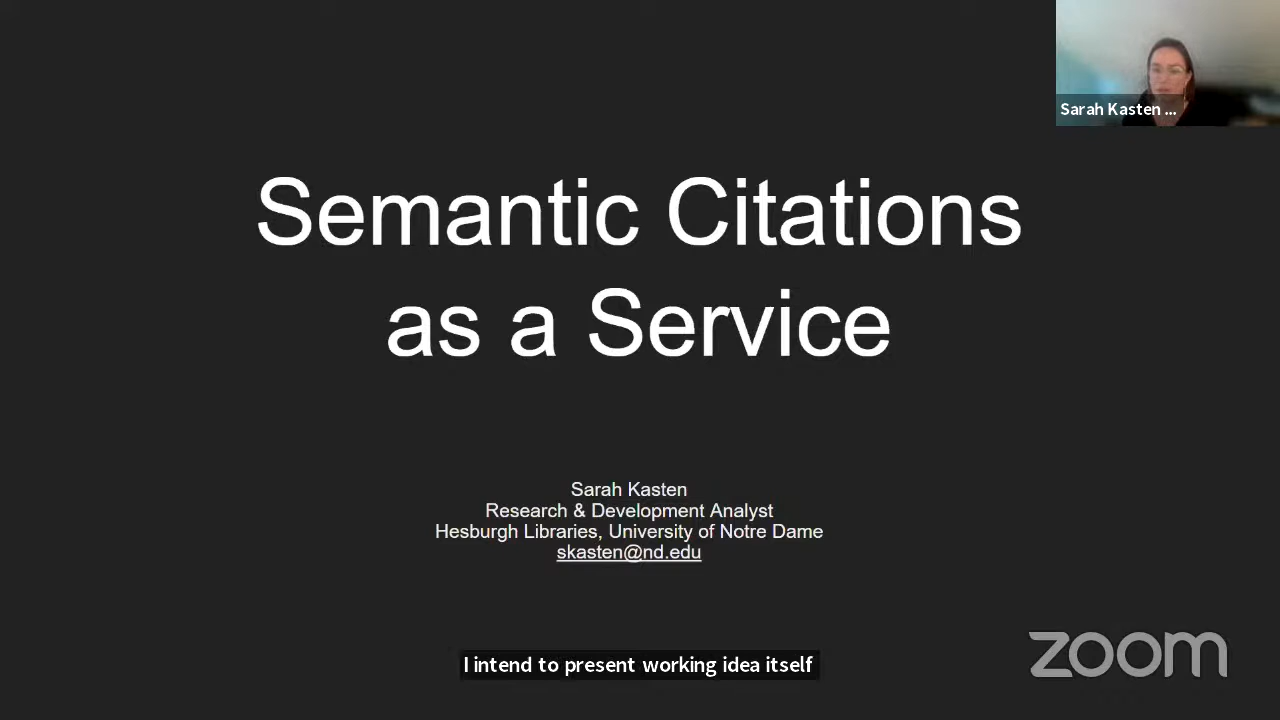 Sarah Kasten ...
Semantic Citations
as a Service
Sarah Kasten
Research & Development Analyst
Hesburgh Libraries, University of Notre Dame
skasten@nd.edu
I intend to present working idea itself
zoom